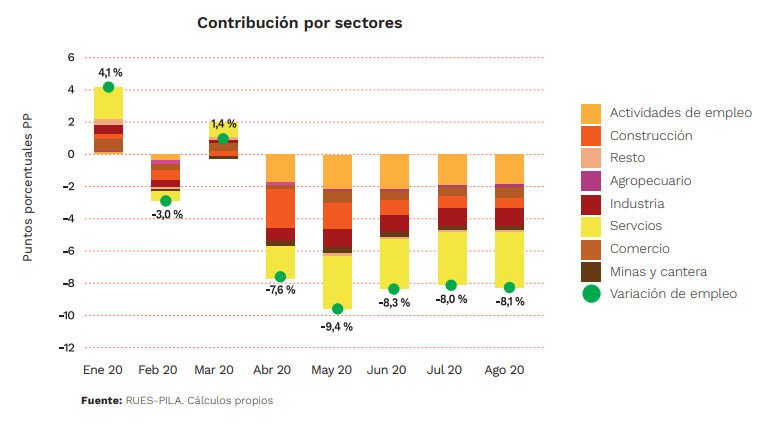 Contribución por sectores
Puntos porcentuales PP
6
4
2
0
–2
–4
–6
–8
–10
–12
4,1 %
-3,0 %
1,4 %
-7,6 %
-9,4 %
-8,3 %
-8,0 %
-8,1 %
Ene 20 Feb 20 Mar 20 Abr 20 May 20 Jun 20 Jul 20 Ago 20
Actividades de empleo
Construcción
Resto
Agropecuario
Industria
Servcios
Comercio
Minas y cantera
Variación de empleo
Fuente: RUES-PILA. Cálculos propios